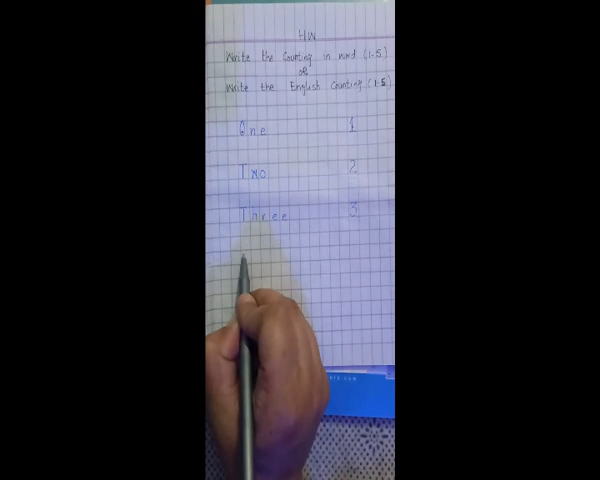 HW
Write the Counting in word (1-5)
or
Write the English Counting (1-5)
One 1
Two 2
Three 3